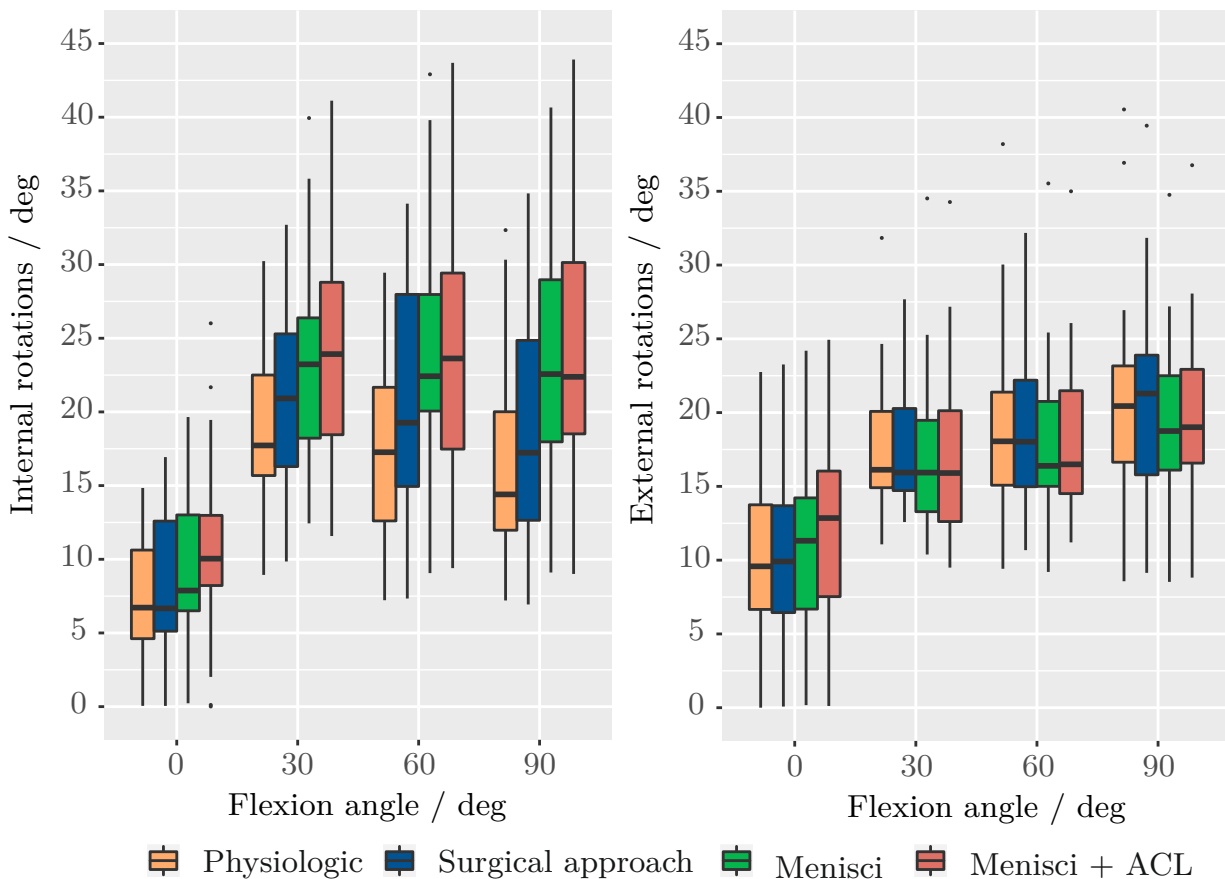 45
40
35
30
25
20
15
10
5
0
Internal rotations / deg
0 30 60 90
Flexion angle / deg
45
40
35
30
25
20
15
10
5
0
External rotations / deg
0 30 60 90
Flexion angle / deg
Physiologic Surgical approach Menisci Menisci + ACL